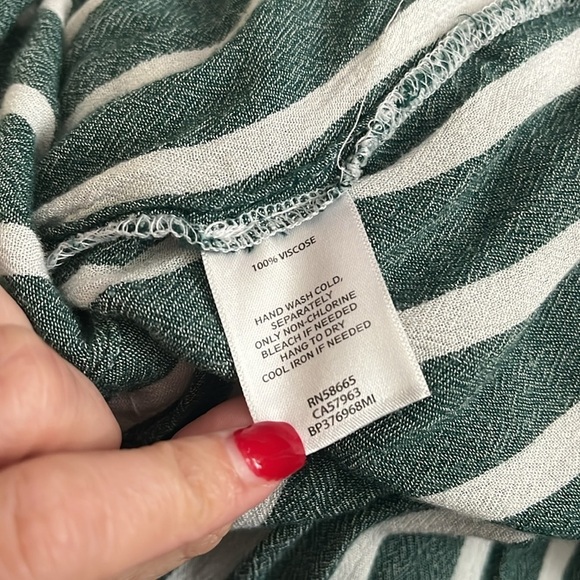 100% VISCOSE
HAND WASH COLD,
SEPARATELY
ONLY NON-CHLORINE
BLEACH IF NEEDED
HANG TO DRY
COOL IRON IF NEEDED
RN58665
CA57963
BP376968MI